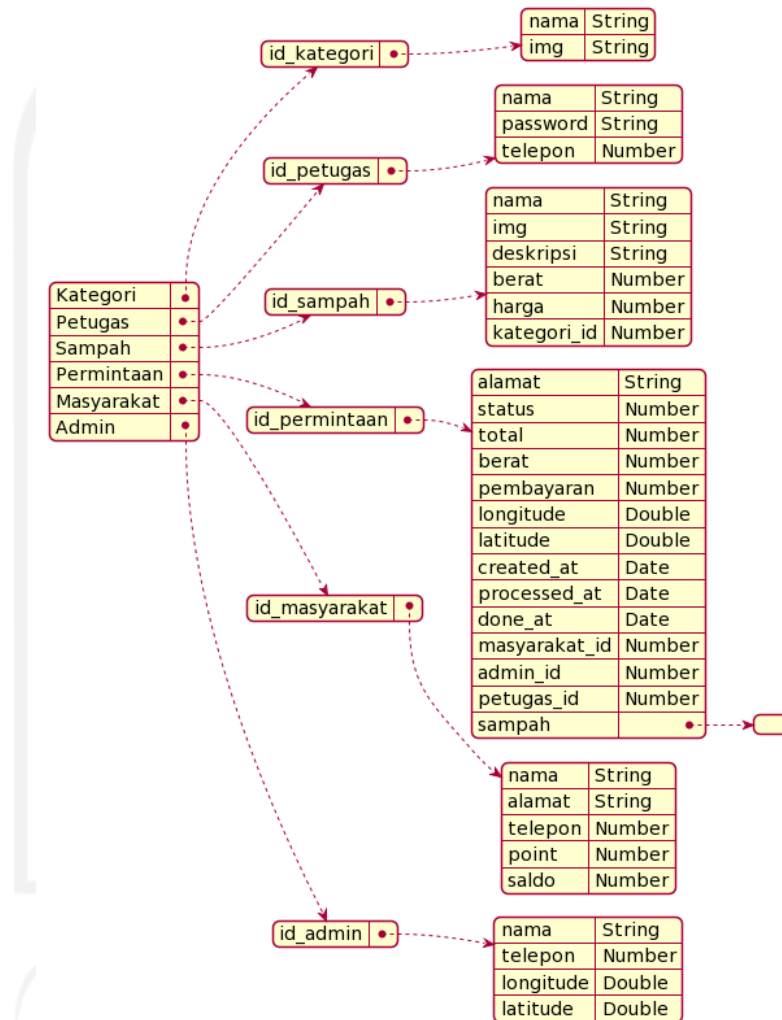 Kategori
Petugas
Sampah
Permintaan
Masyarakat
Admin
id_kategori
nama String
img String
id_petugas
nama String
password String
telepon Number
id_sampah
nama String
img String
deskripsi String
berat Number
harga Number
kategori_id Number
id_permintaan
alamat String
status Number
total Number
berat Number
pembayaran Number
longitude Double
latitude Double
created_at Date
processed_at Date
done_at Date
masyarakat_id Number
admin_id Number
petugas_id Number
sampah
id_masyarakat
nama String
alamat String
telepon Number
point Number
saldo Number
id_admin
nama String
telepon Number
longitude Double
latitude Double